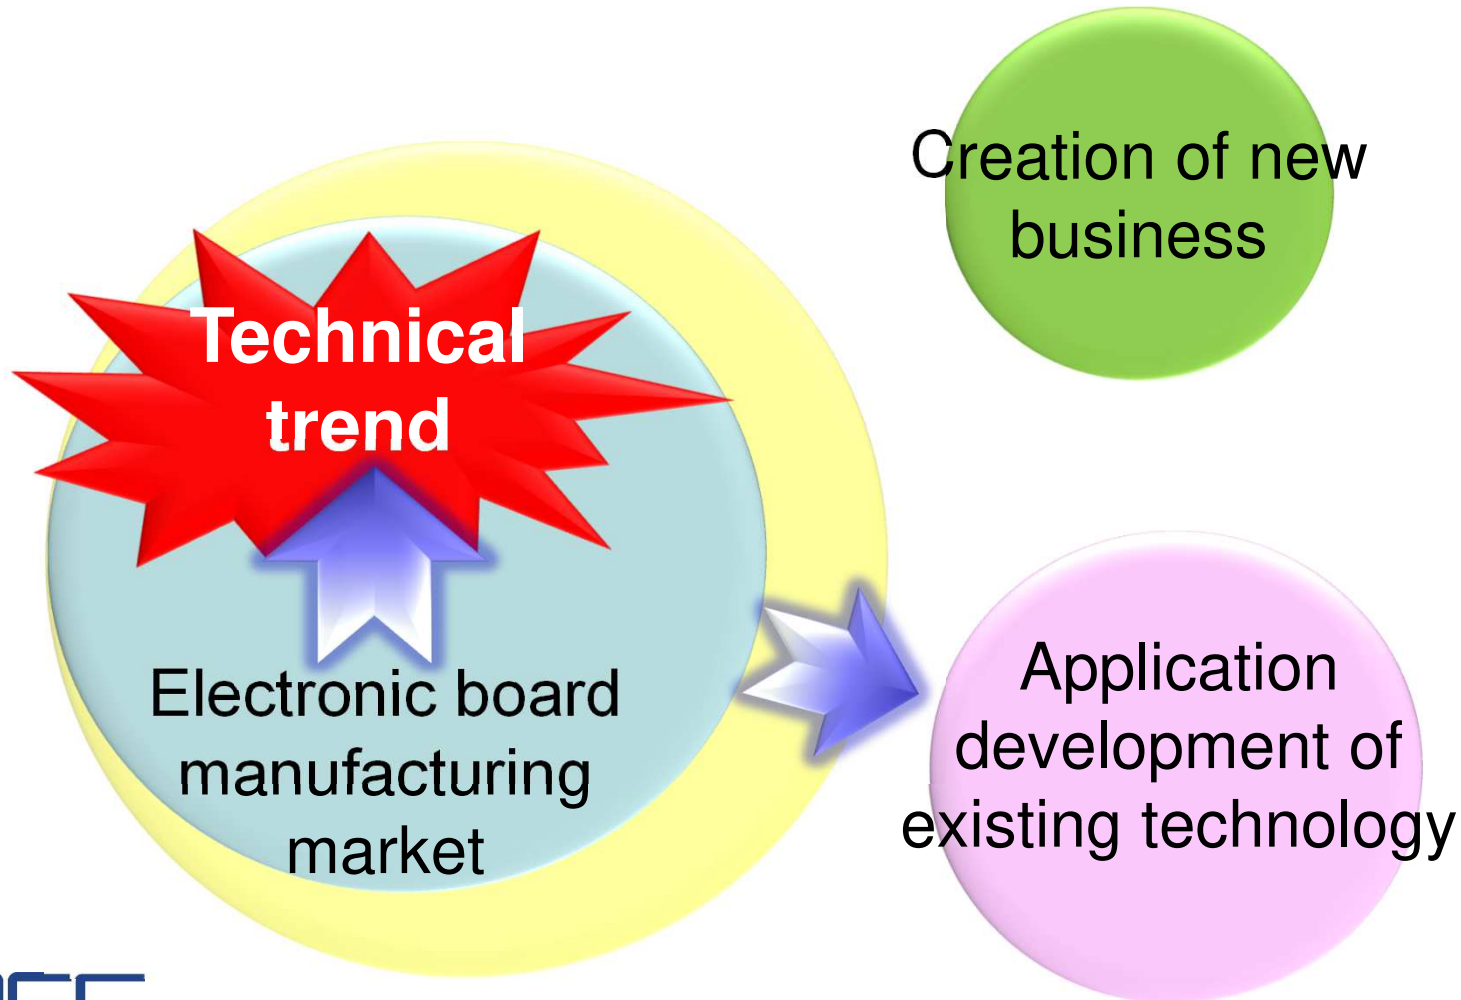 Creation of new
business
Technical
trend
Electronic board
manufacturing
market
Application
development of
existing technology